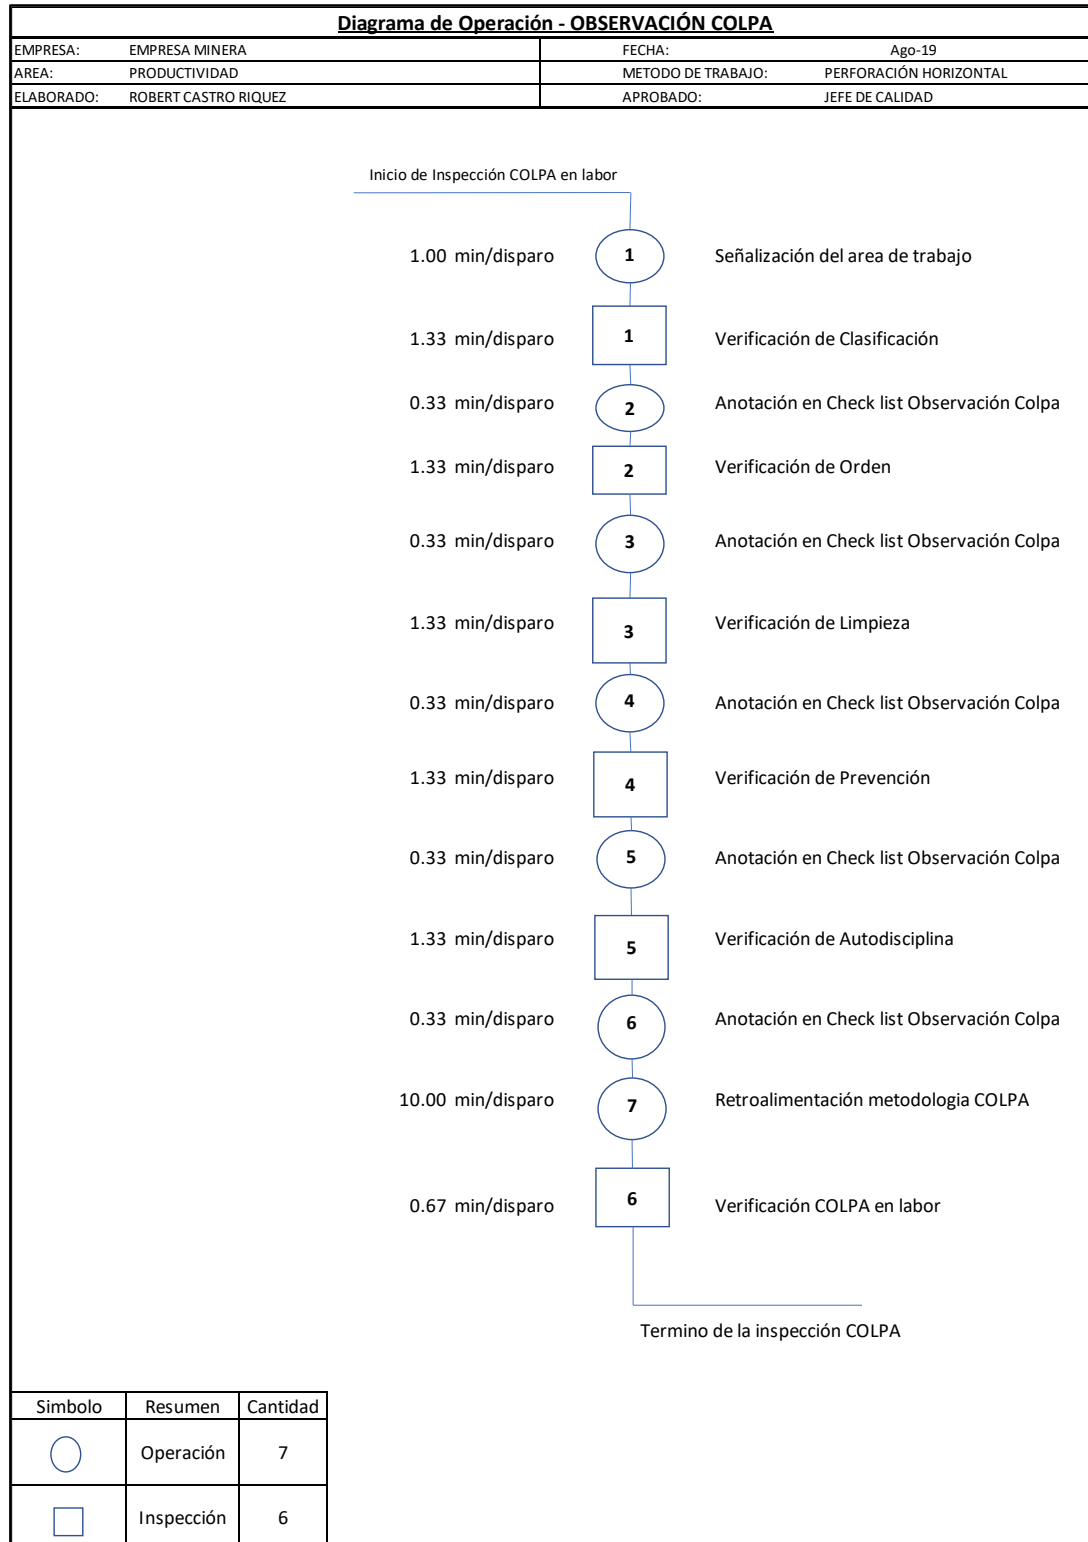 Diagrama de Operación - OBSERVACIÓN COLPA
EMPRESA: EMPRESA MINERA FECHA: Ago-19
AREA: PRODUCTIVIDAD METODO DE TRABAJO: PERFORACIÓN HORIZONTAL
ELABORADO: ROBERT CASTRO RIQUEZ APROBADO: JEFE DE CALIDAD
Inicio de Inspección COLPA en labor
1.00 min/disparo 1 Señalización del area de trabajo
1.33 min/disparo 1 Verificación de Clasificación
0.33 min/disparo 2 Anotación en Check list Observación Colpa
1.33 min/disparo 2 Verificación de Orden
0.33 min/disparo 3 Anotación en Check list Observación Colpa
1.33 min/disparo 3 Verificación de Limpieza
0.33 min/disparo 4 Anotación en Check list Observación Colpa
1.33 min/disparo 4 Verificación de Prevención
0.33 min/disparo 5 Anotación en Check list Observación Colpa
1.33 min/disparo 5 Verificación de Autodisciplina
0.33 min/disparo 6 Anotación en Check list Observación Colpa
10.00 min/disparo 7 Retroalimentación metodologia COLPA
0.67 min/disparo 6 Verificación COLPA en labor
Termino de la inspección COLPA
Simbolo Resumen Cantidad
Operación 7
Inspección 6